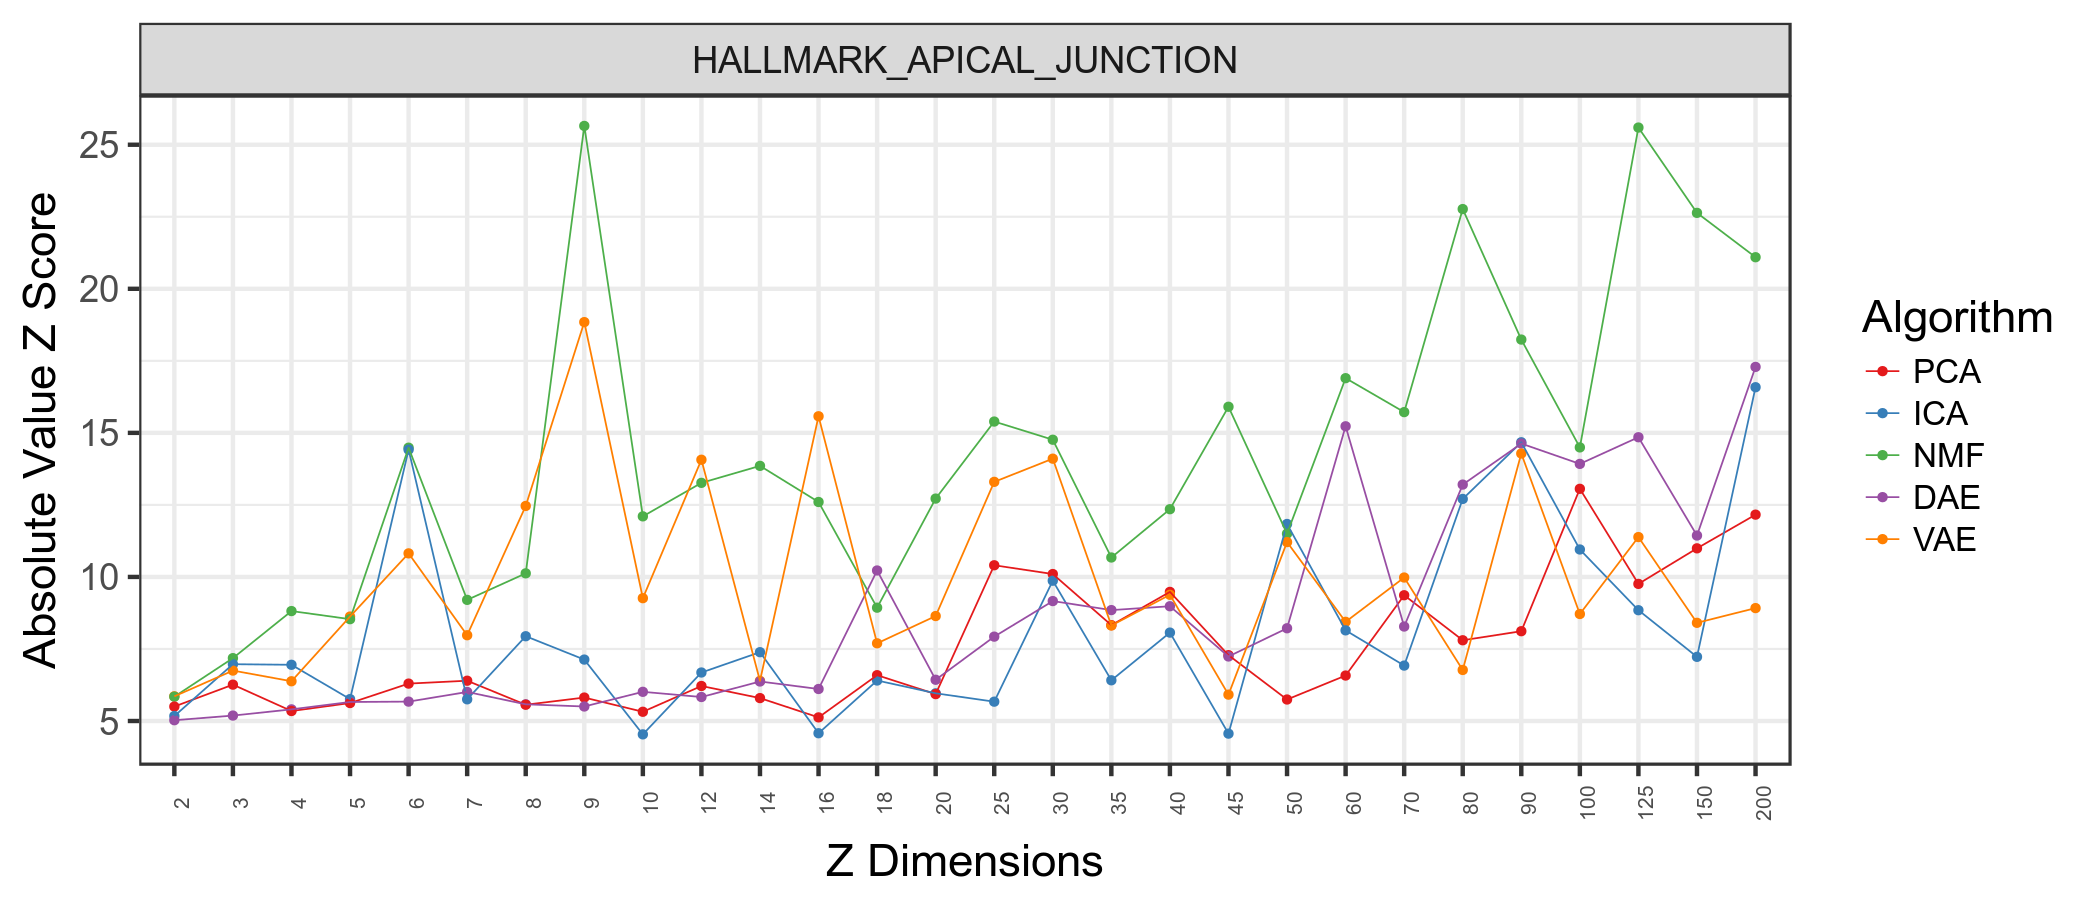 HALLMARK_APICAL_JUNCTION
Absolute Value Z Score
25
20
15
10
5
2 3 4 5 6 7 8 9 10 12 14 16 18 20 25 30 35 40 45 50 60 70 80 90 100 125 150 200
Z Dimensions
Algorithm
PCA
ICA
NMF
DAE
VAE